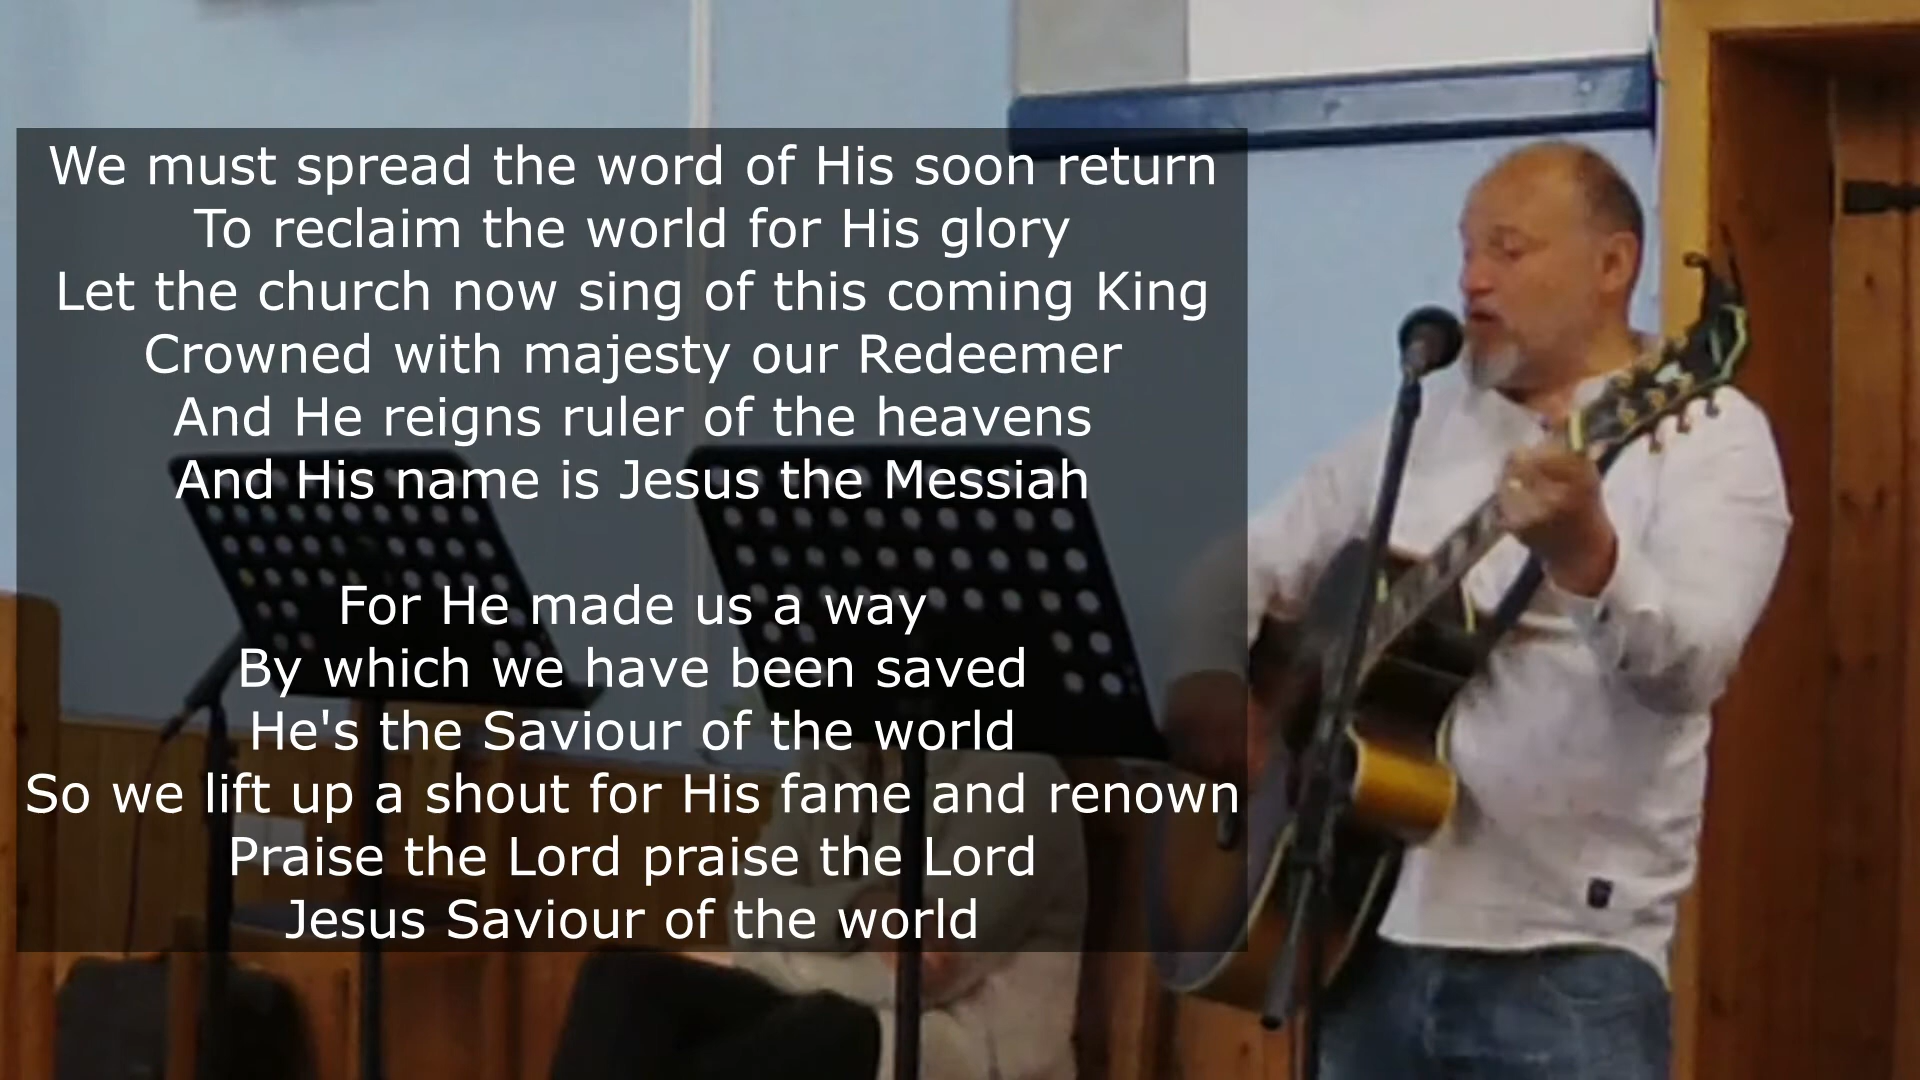 We must spread the word of His soon return
To reclaim the world for His glory
Let the church now sing of this coming King
Crowned with majesty our Redeemer
And He reigns ruler of the heavens
And His name is Jesus the Messiah
For He made us a way
By which we have been saved
He's the Saviour of the world
So we lift up a shout for His fame and renown
Praise the Lord praise the Lord
Jesus Saviour of the world